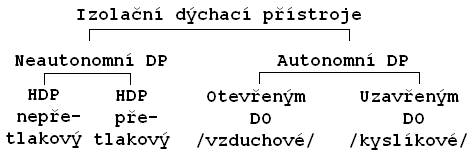 Izolační dýchací přístroje
Neautonomní DP
Autonomní DP
HDP
nepře-
tlakový
HDP
pře-
tlakový
Otevřeným
DO
/vzduchové/
Uzavřeným
DO
/kyslíkové/